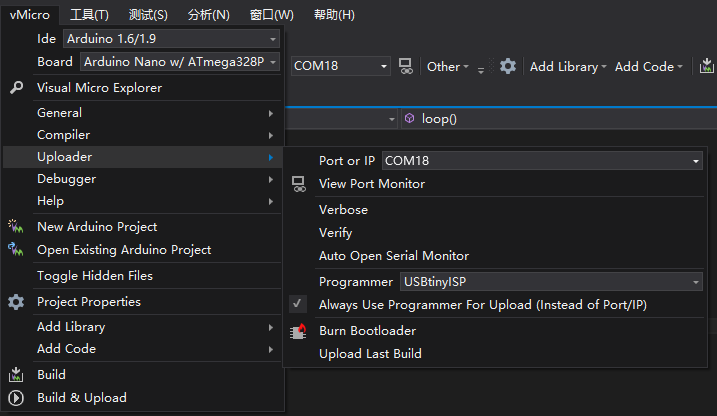 vMicro 工具(T) 测试(S) 分析(N) 窗口(W) 帮助(H)
Ide Arduino 1.6/1.9
Board Arduino Nano w/ ATmega328P
COM18 Other Add Library Add Code
Visual Micro Explorer
General
Compiler
loop()
Uploader
Debugger
Help
New Arduino Project
Open Existing Arduino Project
Toggle Hidden Files
Project Properties
Add Library
Add Code
Build
Build & Upload
Port or IP COM18
View Port Monitor
Verbose
Verify
Auto Open Serial Monitor
Programmer USBtinyISP
Always Use Programmer For Upload (Instead of Port/IP)
Burn Bootloader
Upload Last Build